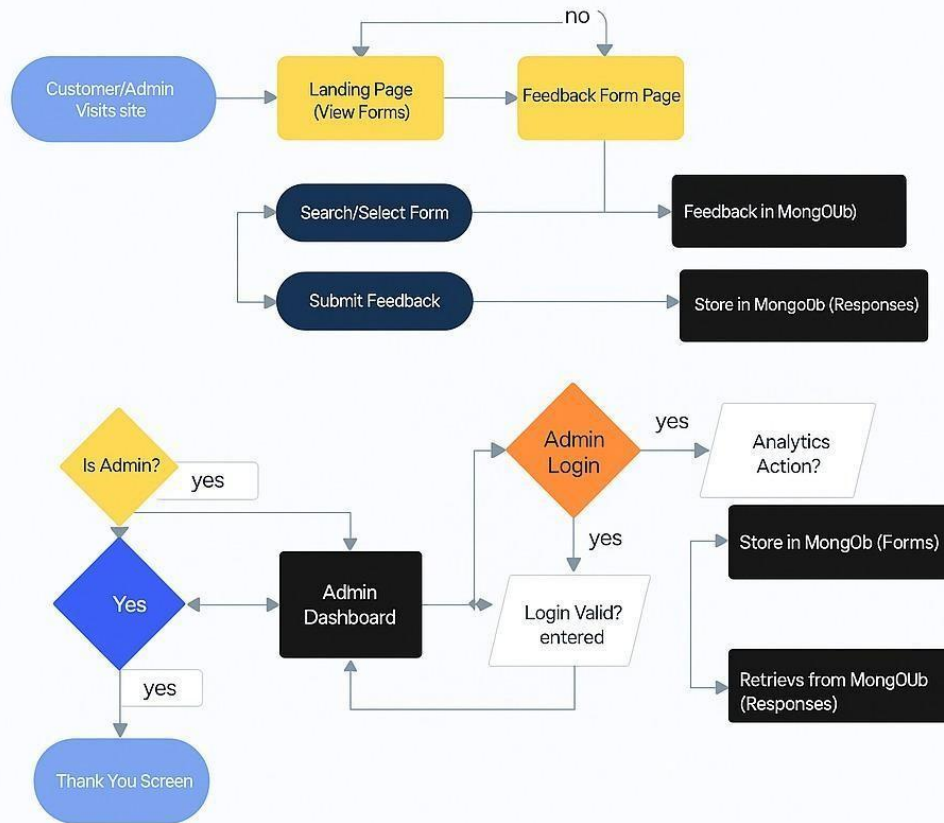 no
Customer/Admin
Visits site
Landing Page
(View Forms)
Feedback Form Page
Search/Select Form
Feedback in MongOUb)
Submit Feedback
Store in MongoDb (Responses)
Is Admin?
yes
Admin
Login
yes
Analytics
Action?
yes
Store in MongOb (Forms)
Yes
Admin
Dashboard
Login Valid?
entered
yes
Retrievs from MongOUb
(Responses)
Thank You Screen